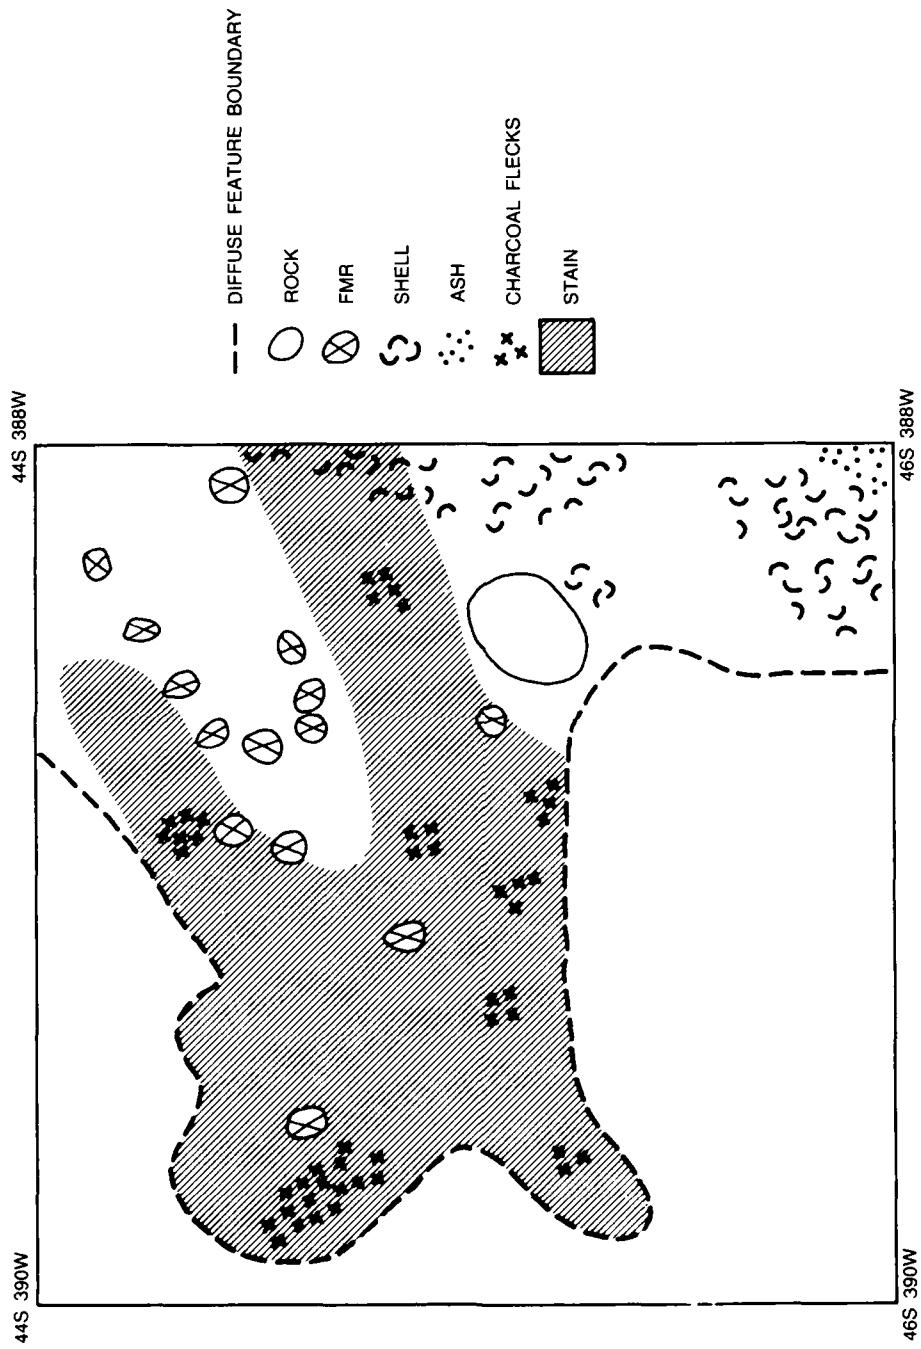 44S 390W
44S 388W
46S 390W
46S 388W
DIFFUSE FEATURE BOUNDARY
ROCK
FMR
SHELL
ASH
CHARCOAL FLECKS
STAIN